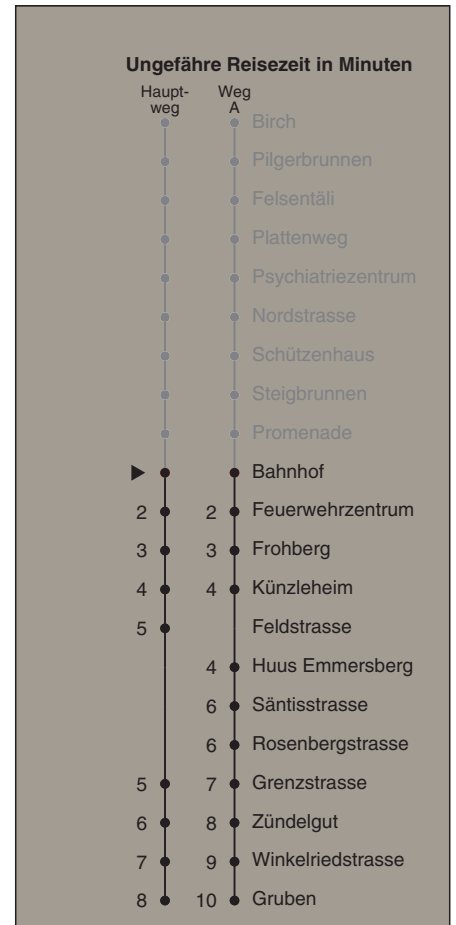 Ungefähre Reisezeit in Minuten
Haupt- Weg
weg A
Birch
Pilgerbrunnen
Felsentäli
Plattenweg
Psychiatriezentrum
Nordstrasse
Schützenhaus
Steigbrunnen
Promenade
Bahnhof
2 2 Feuerwehrzentrum
3 3 Frohberg
4 4 Künzleheim
5 Feldstrasse
4 Huus Emmersberg
6 Säntisstrasse
6 Rosenbergstrasse
5 7 Grenzstrasse
6 8 Zündelgut
7 9 Winkelriedstrasse
8 10 Gruben